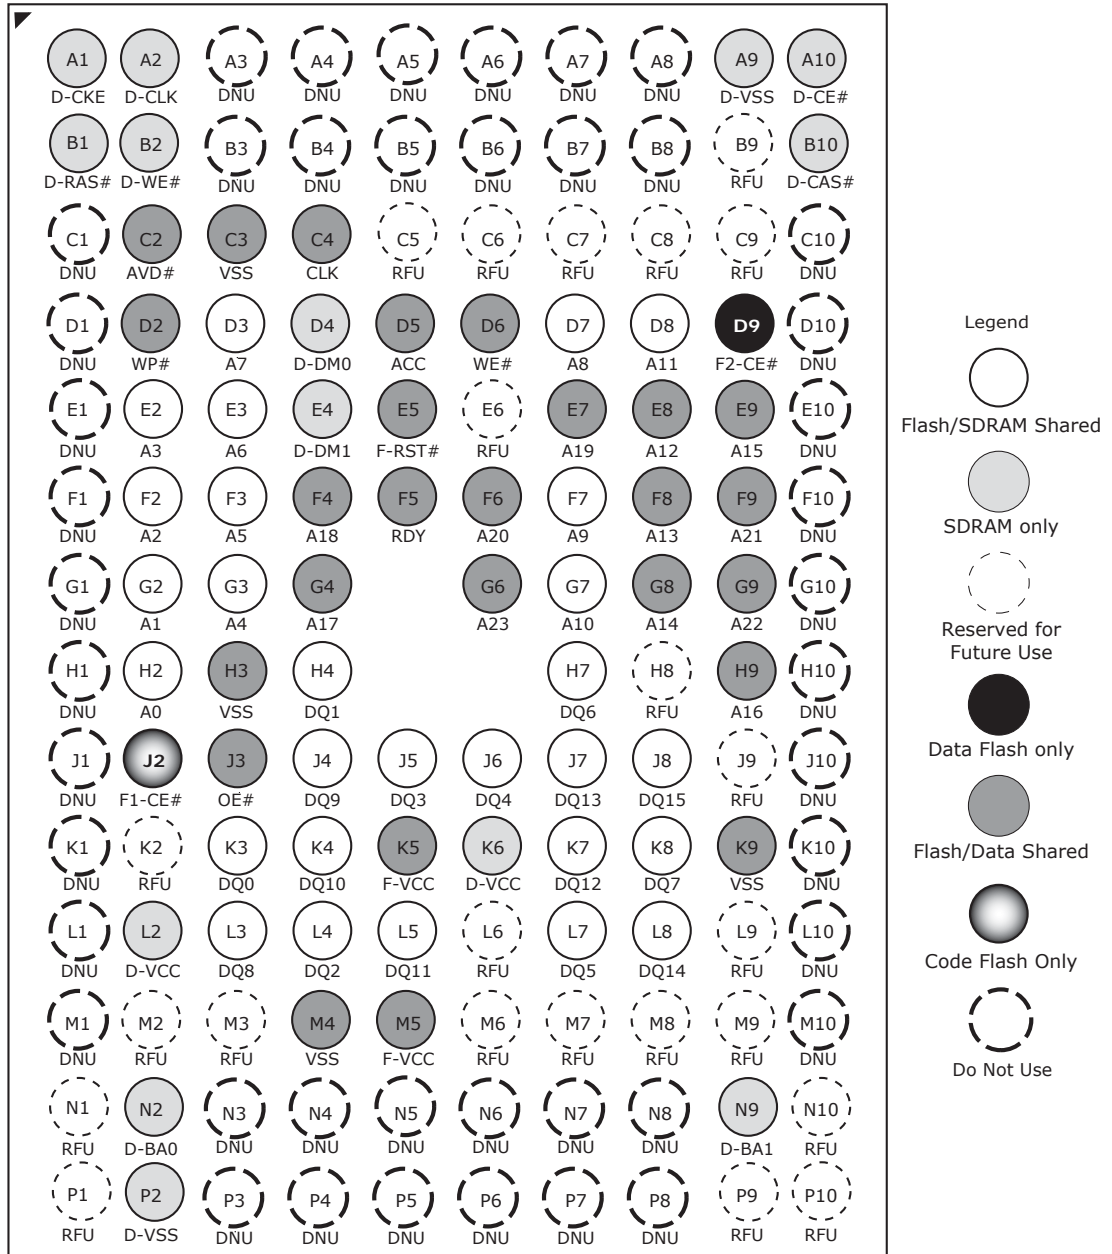 A1 A2 A3 A4 A5 A6 A7 A8 A9 A10
D-CKE D-CLK DNU DNU DNU DNU DNU DNU D-VSS D-CE#
B1 B2 B3 B4 B5 B6 B7 B8 B9 B10
D-RAS# D-WE# DNU DNU DNU DNU DNU DNU RFU D-CAS#
C1 C2 C3 C4 C5 C6 C7 C8 C9 C10
DNU AVD# VSS CLK RFU RFU RFU RFU RFU DNU
D1 D2 D3 D4 D5 D6 D7 D8 D9 D10
DNU WP# A7 D-DM0 ACC WE# A8 A11 F2-CE# DNU
E1 E2 E3 E4 E5 E6 E7 E8 E9 E10
DNU A3 A6 D-DM1 F-RST# RFU A19 A12 A15 DNU
F1 F2 F3 F4 F5 F6 F7 F8 F9 F10
DNU A2 A5 A18 RDY A20 A9 A13 A21 DNU
G1 G2 G3 G4 G6 G7 G8 G9 G10
DNU A1 A4 A17 A23 A10 A14 A22 DNU
H1 H2 H3 H4 H7 H8 H9 H10
DNU A0 VSS DQ1 DQ6 RFU A16 DNU
J1 J2 J3 J4 J5 J6 J7 J8 J9 J10
DNU F1-CE# OE# DQ9 DQ3 DQ4 DQ13 DQ15 RFU DNU
K1 K2 K3 K4 K5 K6 K7 K8 K9 K10
DNU RFU DQ0 DQ10 F-VCC D-VCC DQ12 DQ7 VSS DNU
L1 L2 L3 L4 L5 L6 L7 L8 L9 L10
DNU D-VCC DQ8 DQ2 DQ11 RFU DQ5 DQ14 RFU DNU
M1 M2 M3 M4 M5 M6 M7 M8 M9 M10
DNU RFU RFU VSS F-VCC RFU RFU RFU RFU DNU
N1 N2 N3 N4 N5 N6 N7 N8 N9 N10
RFU D-BA0 DNU DNU DNU DNU DNU DNU D-BA1 RFU
P1 P2 P3 P4 P5 P6 P7 P8 P9 P10
RFU D-VSS DNU DNU DNU DNU DNU DNU RFU RFU
Legend
Flash/SDRAM Shared
SDRAM only
Reserved for
Future Use
Data Flash only
Flash/Data Shared
Code Flash Only
Do Not Use